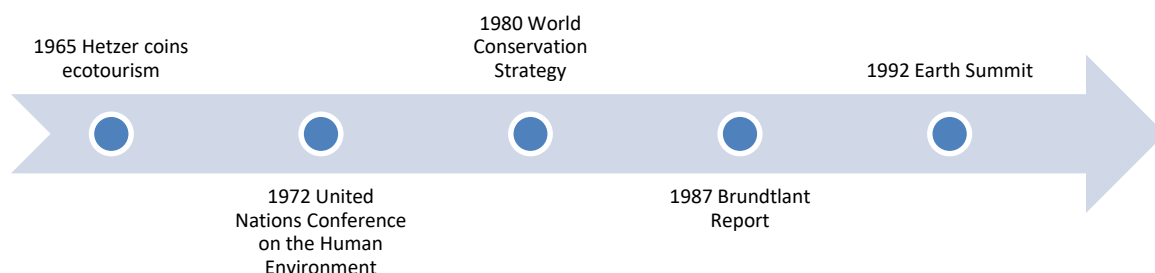 1965 Hetzer coins
ecotourism
1972 United
Nations Conference
on the Human
Environment
1980 World
Conservation
Strategy
1987 Brundtlant
Report
1992 Earth Summit